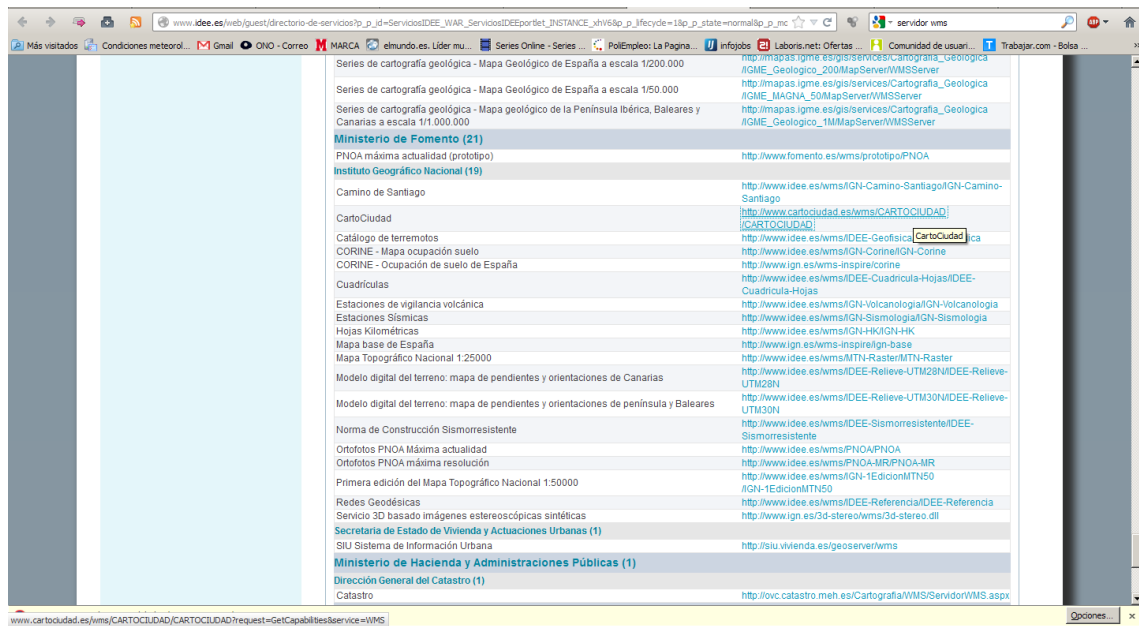 www.idee.es/web/guest/directorio-de-servicios?p_p_id=ServiciosIDEE_WAR_ServiciosIDEEportlet_INSTANCE_xhY6&p_p_lifecycle=1&p_p_state=normal&p_p_mc
servidor wms
Más visitados Condiciones meteorol... Gmail ONO - Correo MARCA elmundo.es. Líder mu... Series Online - Series ... PoliEmpleo: La Pagina... infojobs Laboris.net: Ofertas ... Comunidad de usuari... Trabajar.com - Bolsa ...
Series de cartografía geológica - Mapa Geológico de España a escala 1/200.000
http://mapas.igme.es/gis/services/Cartografia_Geologica
/IGME_Geologico_200/MapServer/WMSServer
Series de cartografía geológica - Mapa Geológico de España a escala 1/50.000
http://mapas.igme.es/gis/services/Cartografia_Geologica
/IGME_MAGNA_50/MapServer/WMSServer
Series de cartografía geológica - Mapa geológico de la Península Ibérica, Baleares y
Canarias a escala 1/1.000.000
http://mapas.igme.es/gis/services/Cartografia_Geologica
/IGME_Geologico_1M/MapServer/WMSServer
Ministerio de Fomento (21)
PNOA máxima actualidad (prototipo) http://www.fomento.es/wms/prototipo/PNOA
Instituto Geográfico Nacional (19)
Camino de Santiago
http://www.idee.es/wms/IGN-Camino-Santiago/IGN-Camino-
Santiago
CartoCiudad
http://www.cartociudad.es/wms/CARTOCIUDAD
/CARTOCIUDAD
CartoCiudad
Catálogo de terremotos http://www.idee.es/wms/IDEE-Geofisica
CORINE - Mapa ocupación suelo http://www.idee.es/wms/IGN-Corine/IGN-Corine
CORINE - Ocupación de suelo de España http://www.ign.es/wms-inspire/corine
Cuadrículas
http://www.idee.es/wms/IDEE-Cuadricula-Hojas/IDEE-
Cuadricula-Hojas
Estaciones de vigilancia volcánica http://www.idee.es/wms/IGN-Volcanologia/IGN-Volcanologia
Estaciones Sísmicas http://www.idee.es/wms/IGN-Sismologia/IGN-Sismologia
Hojas Kilométricas http://www.idee.es/wms/IGN-HK/IGN-HK
Mapa base de España http://www.ign.es/wms-inspire/ign-base
Mapa Topográfico Nacional 1:25000 http://www.idee.es/wms/MTN-Raster/MTN-Raster
Modelo digital del terreno: mapa de pendientes y orientaciones de Canarias
http://www.idee.es/wms/IDEE-Relieve-UTM28N/IDEE-Relieve-
UTM28N
Modelo digital del terreno: mapa de pendientes y orientaciones de península y Baleares
http://www.idee.es/wms/IDEE-Relieve-UTM30N/IDEE-Relieve-
UTM30N
Norma de Construcción Sismorresistente
http://www.idee.es/wms/IDEE-Sismorresistente/IDEE-
Sismorresistente
Ortofotos PNOA Máxima actualidad http://www.idee.es/wms/PNOA/PNOA
Ortofotos PNOA máxima resolución http://www.idee.es/wms/PNOA-MR/PNOA-MR
Primera edición del Mapa Topográfico Nacional 1:50000
http://www.idee.es/wms/IGN-1EdicionMTN50
/IGN-1EdicionMTN50
Redes Geodésicas http://www.idee.es/wms/IDEE-Referencia/IDEE-Referencia
Servicio 3D basado imágenes estereoscópicas sintéticas http://www.ign.es/3d-stereo/wms/3d-stereo.dll
Secretaria de Estado de Vivienda y Actuaciones Urbanas (1)
SIU Sistema de Información Urbana http://siu.vivienda.es/geoserver/wms
Ministerio de Hacienda y Administraciones Públicas (1)
Dirección General del Catastro (1)
Catastro http://ovc.catastro.meh.es/Cartografia/WMS/ServidorWMS.aspx
www.cartociudad.es/wms/CARTOCIUDAD/CARTOCIUDAD?request=GetCapabilities&service=WMS
Opciones...